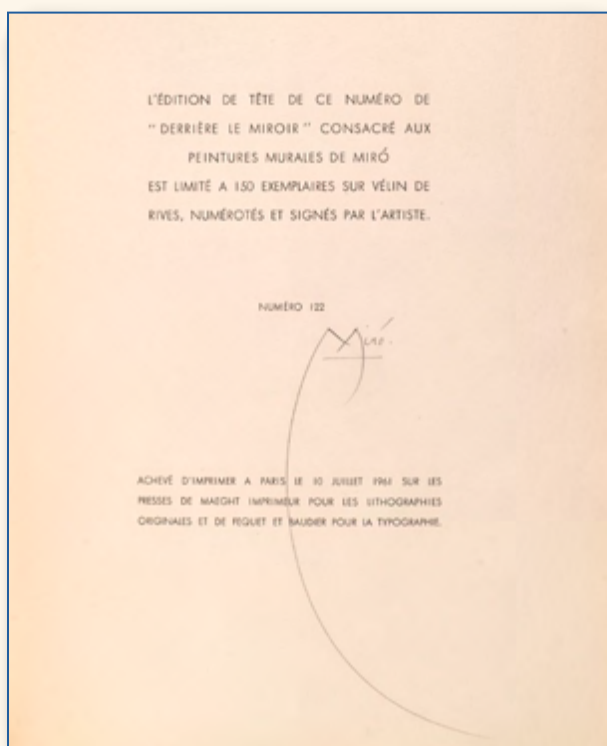 L'ÉDITION DE TÊTE DE CE NUMÉRO DE
"DERRIÈRE LE MIROIR" CONSACRÉ AUX
PEINTURES MURALES DE MIRÓ
EST LIMITÉ A 150 EXEMPLAIRES SUR VÉLIN DE
RIVES, NUMÉROTÉS ET SIGNÉS PAR L'ARTISTE.
NUMÉRO 122
Miró.
ACHEVÉ D'IMPRIMER A PARIS LE 10 JUILLET 1961 SUR LES
PRESSES DE MAEGHT IMPRIMEUR POUR LES LITHOGRAPHIES
ORIGINALES ET DE FEQUET ET BAUDIER POUR LA TYPOGRAPHIE.